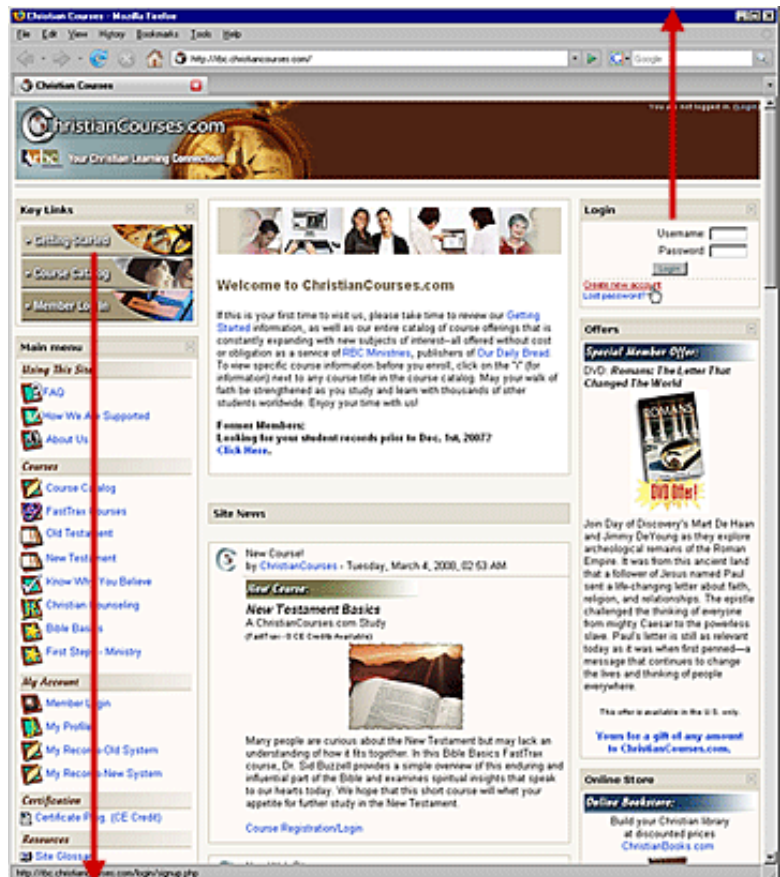 Christian Courses - Mozilla Firefox
File Edit View History Bookmarks Tools Help
http://rbc.christiancourses.com/
Google
Christian Courses
You are not logged in. (Login)
ChristianCourses.com
rbc Your Christian Learning Connection!
Key Links
Getting Started
Course Catalog
Member Log In
Main menu
Using This Site
FAQ
How We Are Supported
About Us
Courses
Course Catalog
FastTrax Courses
Old Testament
New Testament
Know Why You Believe
Christian Counseling
Bible Basics
First Steps - Ministry
My Account
Member Login
My Profile
My Records-Old System
My Records-New System
Certification
Certificate Prog. (CE Credit)
Resources
Site Glossary
Welcome to ChristianCourses.com
If this is your first time to visit us, please take time to review our Getting
Started information, as well as our entire catalog of course offerings that is
constantly expanding with new subjects of interest—all offered without cost
or obligation as a service of RBC Ministries, publishers of Our Daily Bread.
To view specific course information before you enroll, click on the "i" (for
information) next to any course title in the course catalog. May your walk of
faith be strengthened as you study and learn with thousands of other
students worldwide. Enjoy your time with us!
Former Members:
Looking for your student records prior to Dec. 1st, 2007?
Click Here.
Site News
New Course!
by ChristianCourses - Tuesday, March 4, 2008, 02:53 AM
New Course:
New Testament Basics
A ChristianCourses.com Study
(FastTrax - CE Credits Available)
Many people are curious about the New Testament but may lack an
understanding of how it fits together. In this Bible Basics FastTrax
course, Dr. Sid Buzzell provides a simple overview of this enduring and
influential part of the Bible and examines spiritual insights that speak
to our hearts today. We hope that this short course will whet your
appetite for further study in the New Testament.
Course Registration/Login
Login
Username
Password
Login
Create new account
Lost password?
Offers
Special Member Offer:
DVD: Romans: The Letter That
Changed The World
ROMANS
DVD Offer!
Join Day of Discovery's Mart De Haan
and Jimmy DeYoung as they explore
archeological remains of the Roman
Empire. It was from this ancient land
that a follower of Jesus named Paul
sent a life-changing letter about faith,
religion, and relationships. The epistle
challenged the thinking of everyone
from mighty Caesar to the powerless
slave. Paul's letter is still as relevant
today as it was when first penned—a
message that continues to change
the lives and thinking of people
everywhere.
This offer is available in the U.S. only.
Yours for a gift of any amount
to ChristianCourses.com.
Online Store
Online Bookstore:
Build your Christian library
at discounted prices
ChristianBooks.com
http://rbc.christiancourses.com/login/signup.php